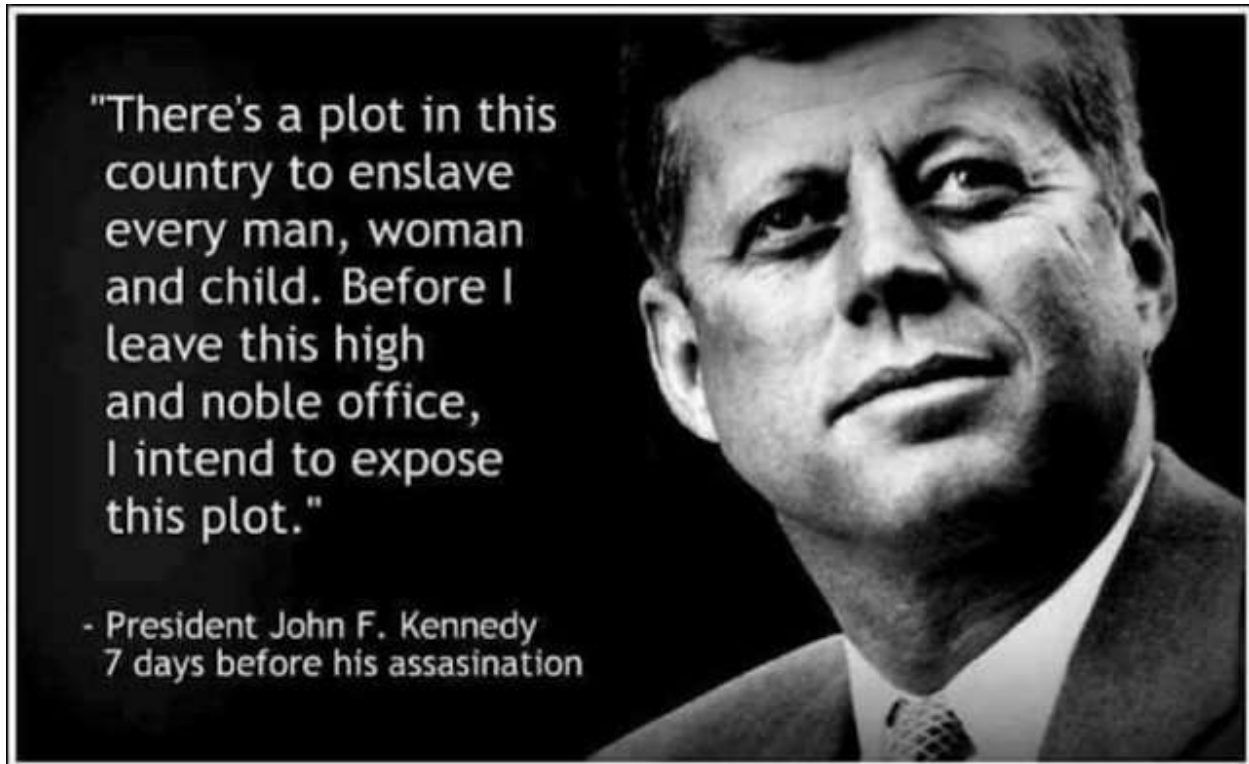 "There's a plot in this
country to enslave
every man, woman
and child. Before I
leave this high
and noble office,
I intend to expose
this plot."
- President John F. Kennedy
7 days before his assasination